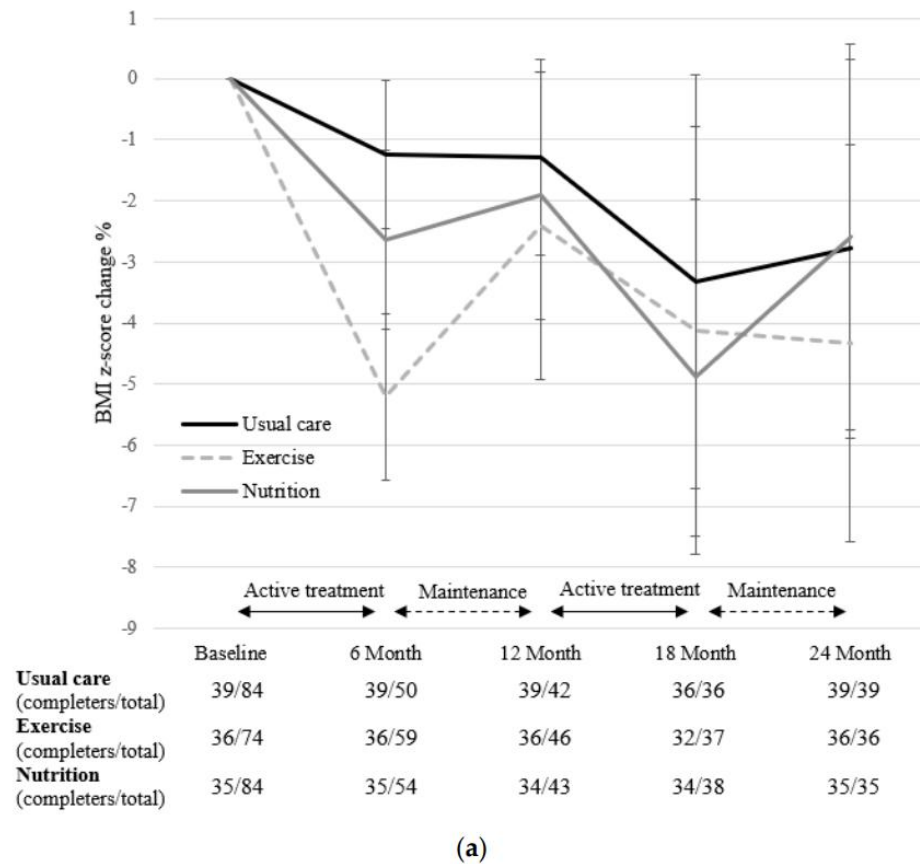 1
0
-1
-2
-3
-4
-5
-6
-7
-8
-9
BMI z-score change %
Usual care
Exercise
Nutrition
Active treatment Maintenance Active treatment Maintenance
Baseline 6 Month 12 Month 18 Month 24 Month
Usual care
(completers/total) 39/84 39/50 39/42 36/36 39/39
Exercise
(completers/total) 36/74 36/59 36/46 32/37 36/36
Nutrition
(completers/total) 35/84 35/54 34/43 34/38 35/35
(a)